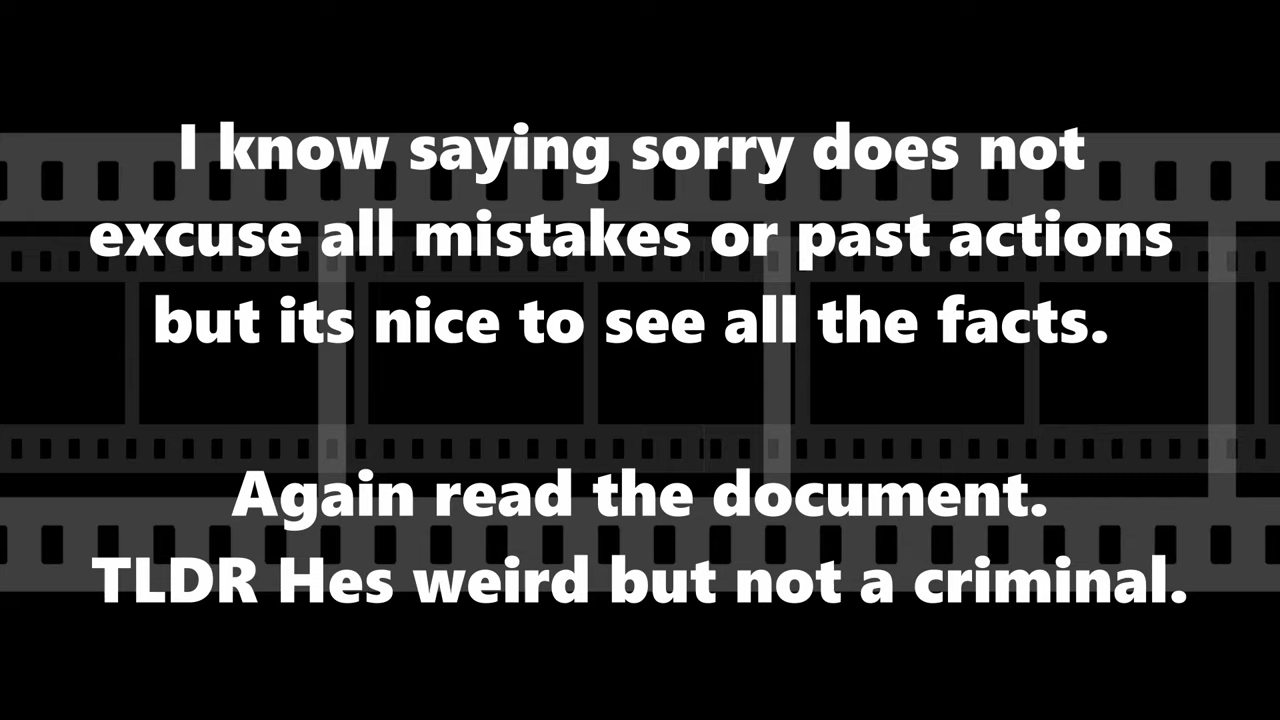 I know saying sorry does not
excuse all mistakes or past actions
but its nice to see all the facts.
Again read the document.
TLDR Hes weird but not a criminal.